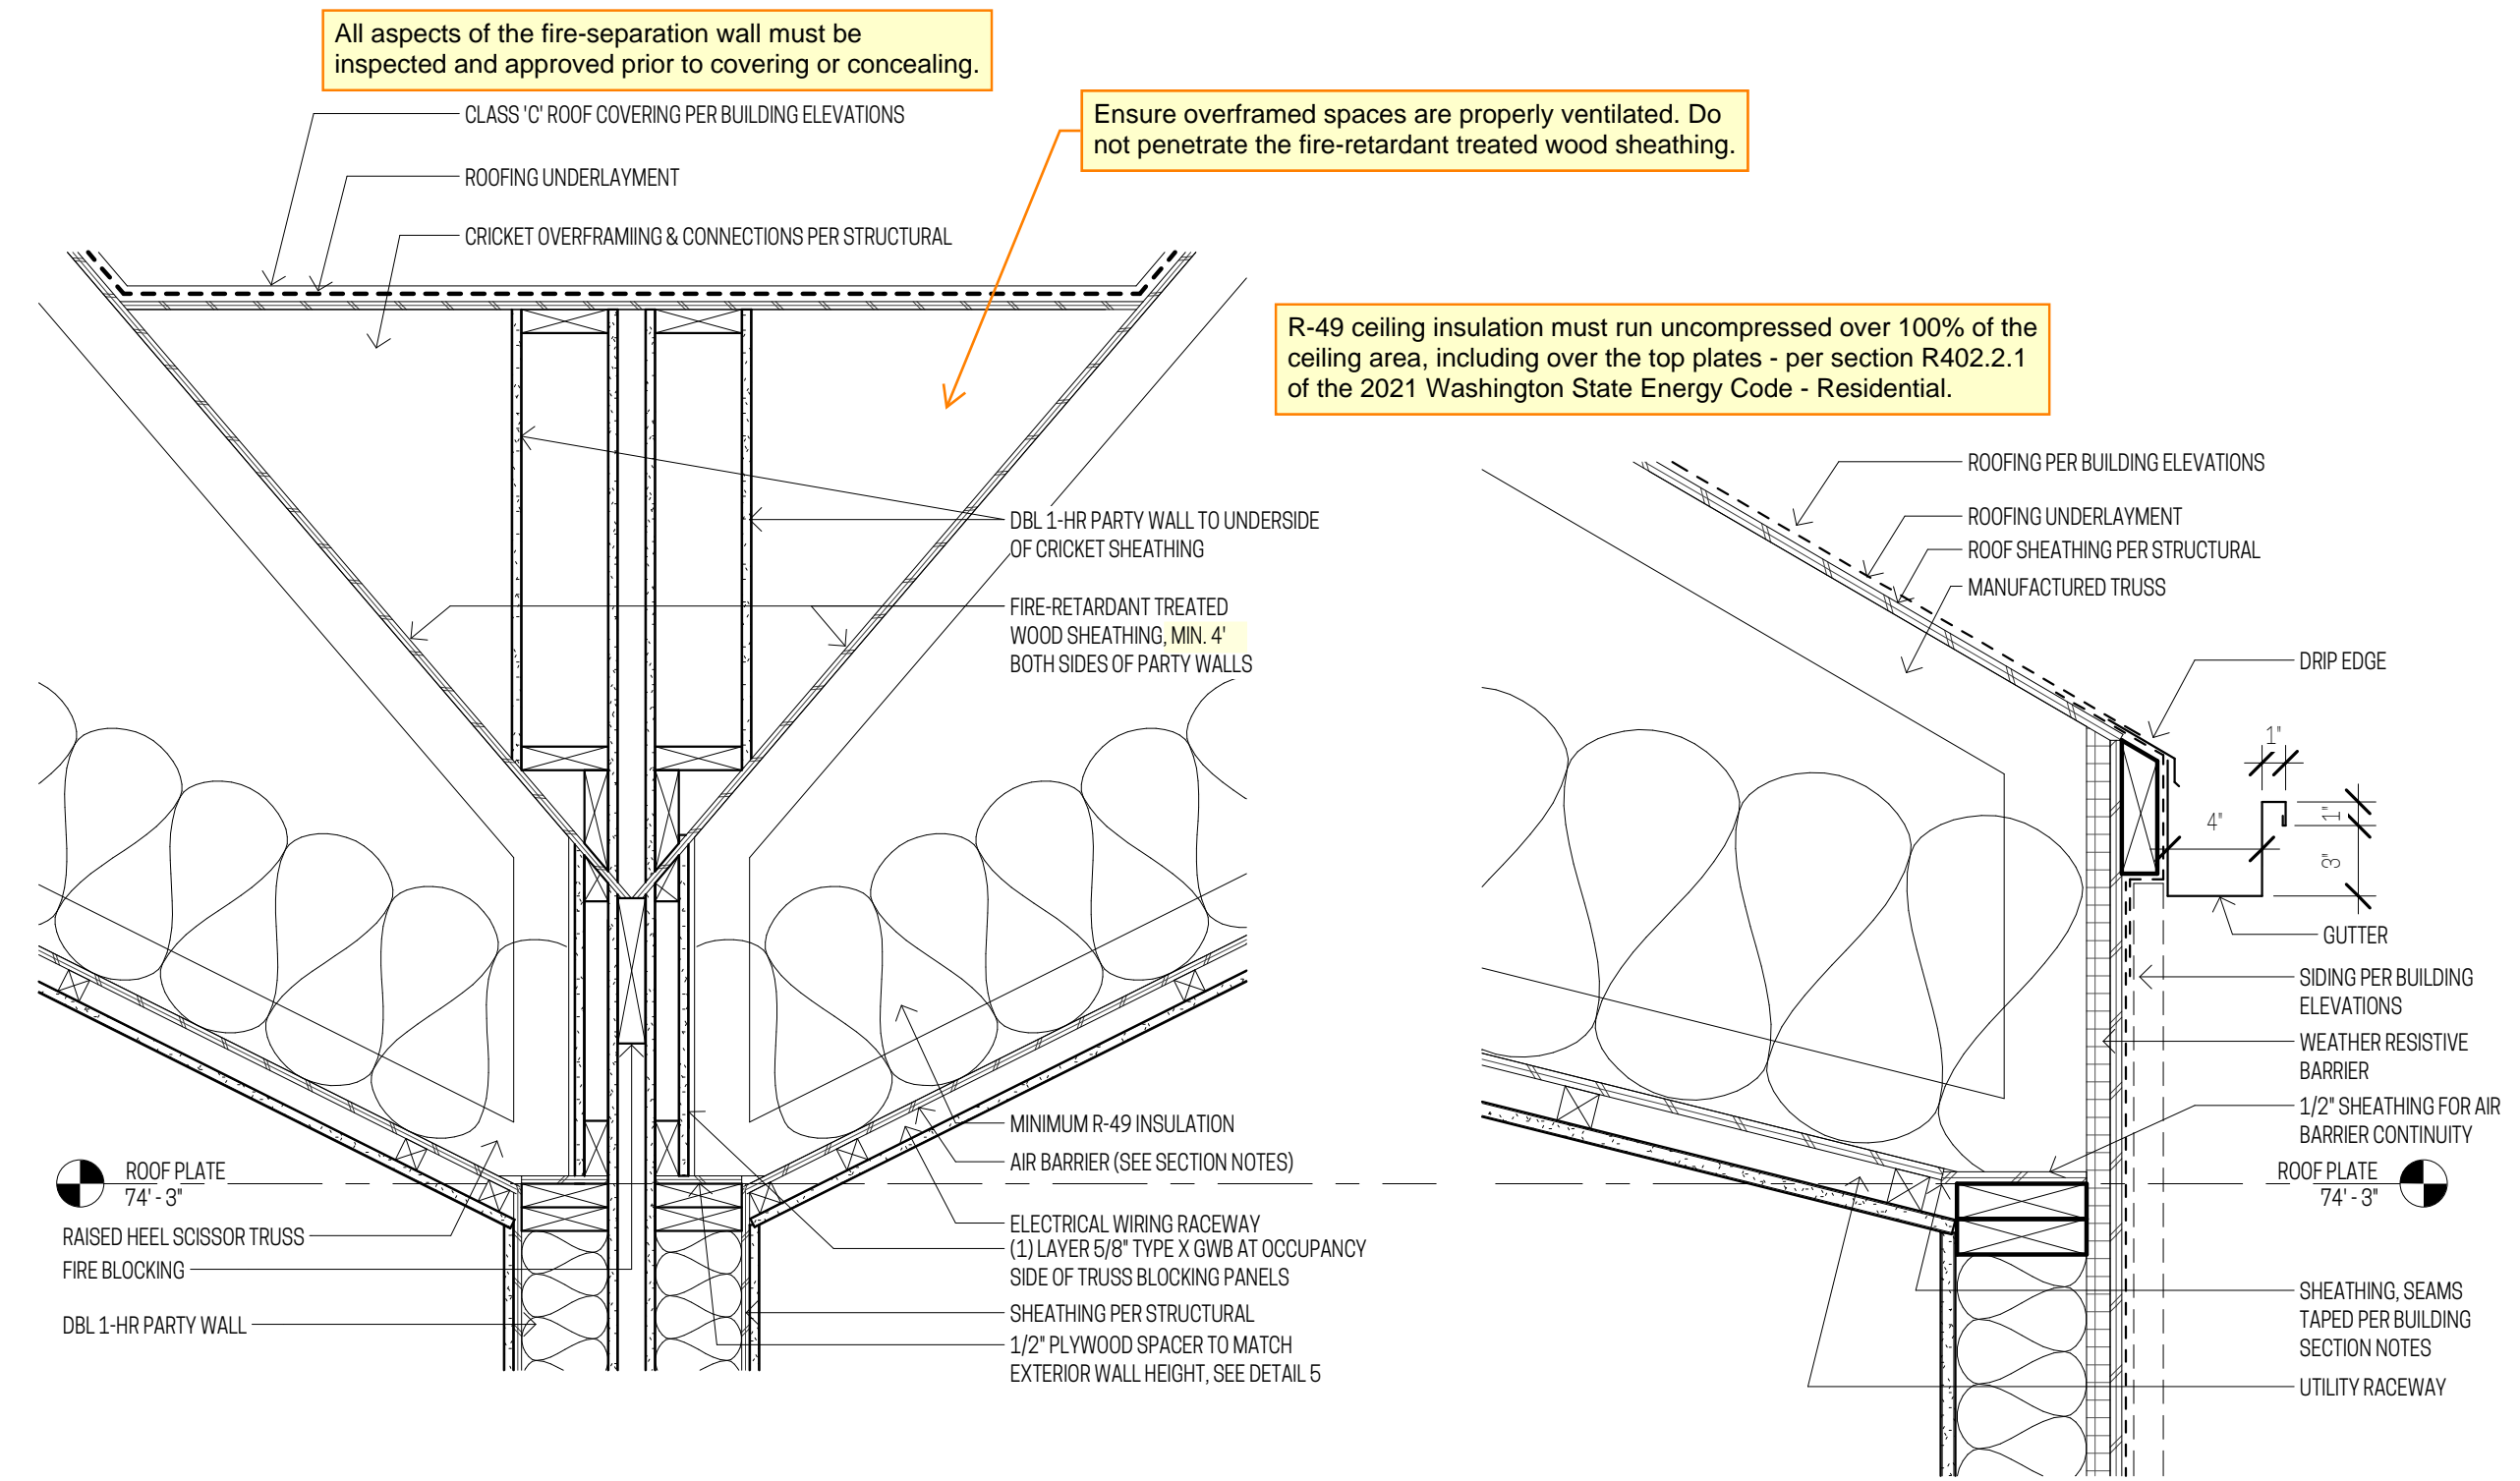 All aspects of the fire-separation wall must be
inspected and approved prior to covering or concealing.
CLASS 'C' ROOF COVERING PER BUILDING ELEVATIONS
ROOFING UNDERLAYMENT
CRICKET OVERFRAMIING & CONNECTIONS PER STRUCTURAL
Ensure overframed spaces are properly ventilated. Do
not penetrate the fire-retardant treated wood sheathing.
R-49 ceiling insulation must run uncompressed over 100% of the
ceiling area, including over the top plates - per section R402.2.1
of the 2021 Washington State Energy Code - Residential.
DBL 1-HR PARTY WALL TO UNDERSIDE
OF CRICKET SHEATHING
FIRE-RETARDANT TREATED
WOOD SHEATHING, MIN. 4'
BOTH SIDES OF PARTY WALLS
MINIMUM R-49 INSULATION
AIR BARRIER (SEE SECTION NOTES)
ELECTRICAL WIRING RACEWAY
(1) LAYER 5/8" TYPE X GWB AT OCCUPANCY
SIDE OF TRUSS BLOCKING PANELS
SHEATHING PER STRUCTURAL
1/2" PLYWOOD SPACER TO MATCH
EXTERIOR WALL HEIGHT, SEE DETAIL 5
ROOF PLATE
74' - 3"
RAISED HEEL SCISSOR TRUSS
FIRE BLOCKING
DBL 1-HR PARTY WALL
ROOFING PER BUILDING ELEVATIONS
ROOFING UNDERLAYMENT
ROOF SHEATHING PER STRUCTURAL
MANUFACTURED TRUSS
DRIP EDGE
1"
4"
1"
3"
GUTTER
SIDING PER BUILDING
ELEVATIONS
WEATHER RESISTIVE
BARRIER
1/2" SHEATHING FOR AIR
BARRIER CONTINUITY
ROOF PLATE
74' - 3"
SHEATHING, SEAMS
TAPED PER BUILDING
SECTION NOTES
UTILITY RACEWAY